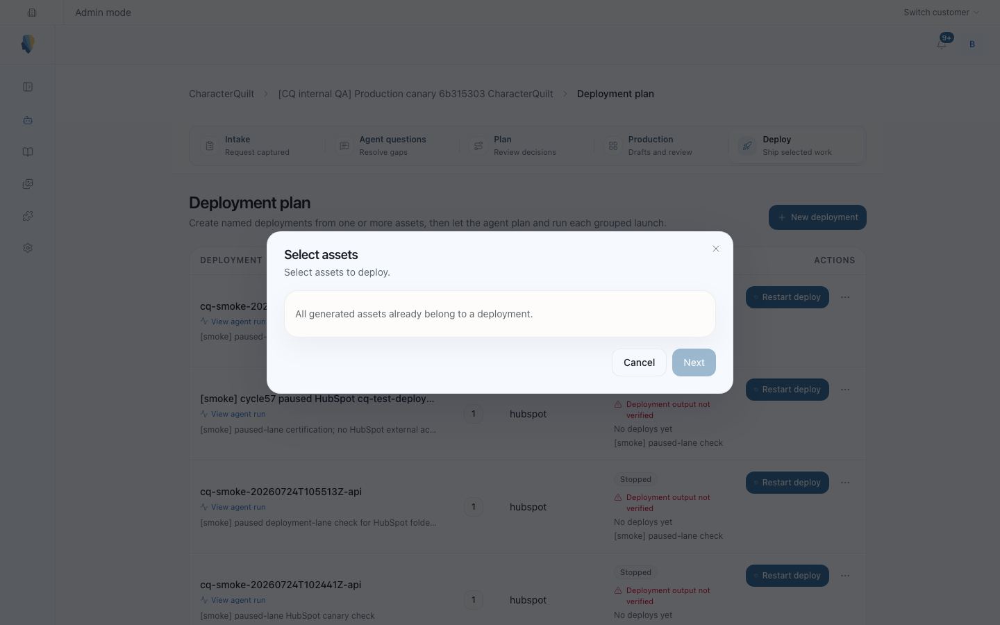 Admin mode
Switch customer
9+
B
CharacterQuilt
[CQ internal QA] Production canary 6b315303 CharacterQuilt
Deployment plan
Intake
Request captured
Agent questions
Resolve gaps
Plan
Review decisions
Production
Drafts and review
Deploy
Ship selected work
Deployment plan
Create named deployments from one or more assets, then let the agent plan and run each grouped launch.
New deployment
DEPLOYMENT
ACTIONS
Select assets
Select assets to deploy.
All generated assets already belong to a deployment.
Cancel
Next
cq-smoke-202
View agent run
[smoke] paused-
Restart deploy
[smoke] cycle57 paused HubSpot cq-test-deploy...
View agent run
[smoke] paused-lane certification; no HubSpot external ac...
1
hubspot
Deployment output not
verified
No deploys yet
[smoke] paused-lane check
Restart deploy
cq-smoke-20260724T105513Z-api
View agent run
[smoke] paused deployment-lane check for HubSpot folde...
1
hubspot
Stopped
Deployment output not
verified
No deploys yet
[smoke] paused-lane check
Restart deploy
cq-smoke-20260724T102441Z-api
View agent run
[smoke] paused-lane HubSpot canary check
1
hubspot
Stopped
Deployment output not
verified
No deploys yet
Restart deploy